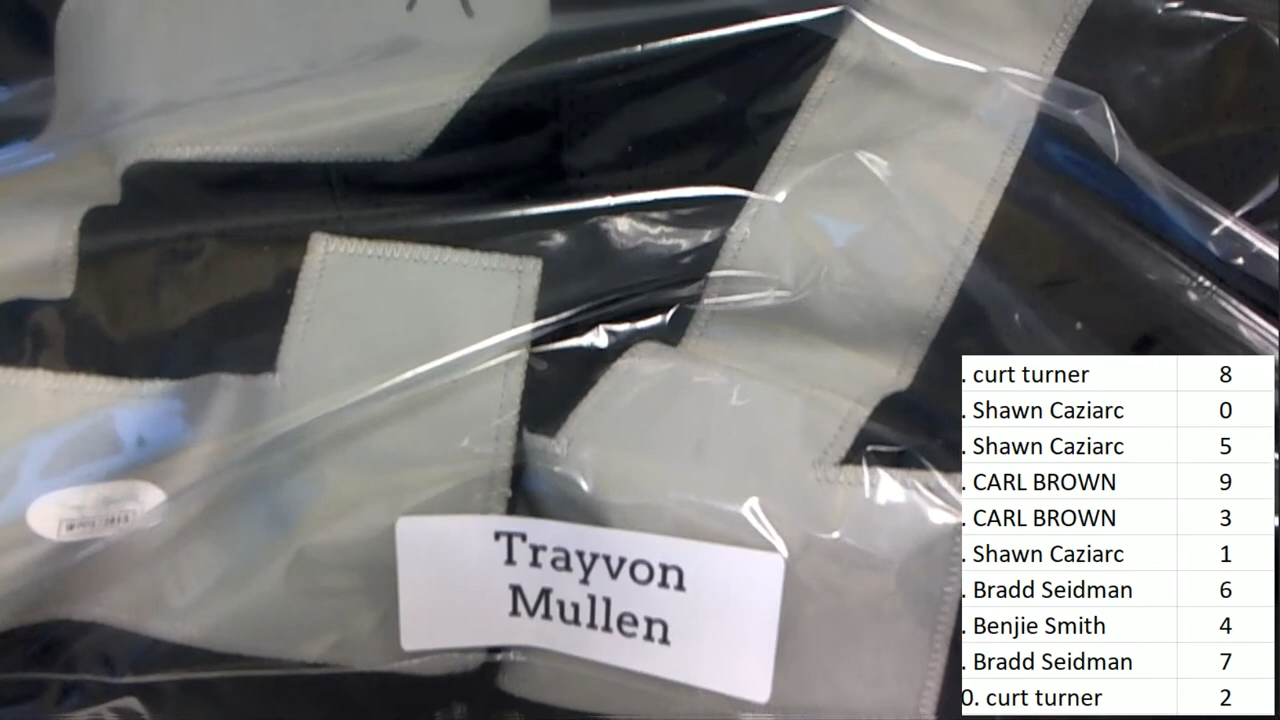 Trayvon
Mullen
. curt turner 8
. Shawn Caziarc 0
. Shawn Caziarc 5
. CARL BROWN 9
. CARL BROWN 3
. Shawn Caziarc 1
. Bradd Seidman 6
. Benjie Smith 4
. Bradd Seidman 7
0. curt turner 2